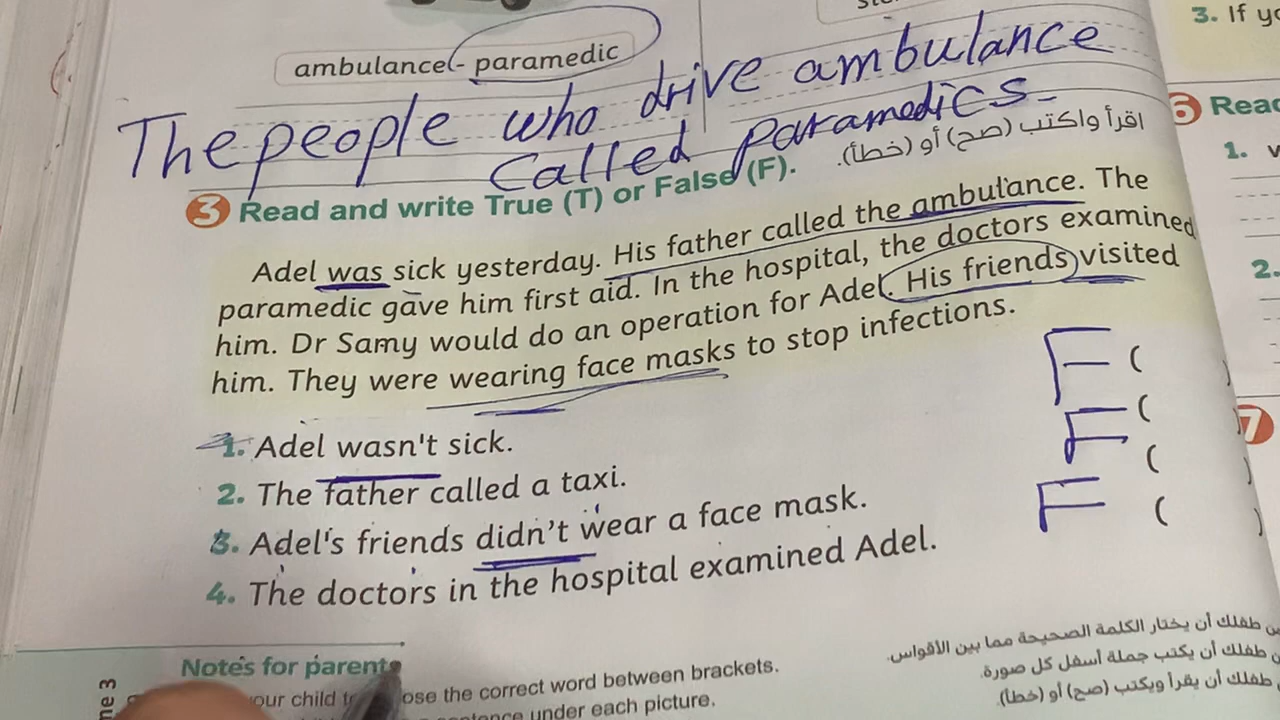 3. If
ambulance - paramedic
The people who drive ambulance
Called paramedics
اقرأ واكتب (صح) أو (خطأ).
3 Read and write True (T) or False (F).
6 Read
1.
Adel was sick yesterday. His father called the ambulance. The
paramedic gave him first aid. In the hospital, the doctors examined
him. Dr Samy would do an operation for Adel. His friends visited
him. They were wearing face masks to stop infections.
2.
1. Adel wasn't sick. F ( )
2. The father called a taxi. F ( )
3. Adel's friends didn't wear a face mask. F ( )
4. The doctors in the hospital examined Adel. ( )
7
Notes for parents
your child to choose the correct word between brackets.
sentence under each picture.
طفلك أن يختار الكلمة الصحيحة مما بين الأقواس.
طفلك أن يكتب جملة أسفل كل صورة.
طفلك أن يقرأ ويكتب (صح) أو (خطأ).